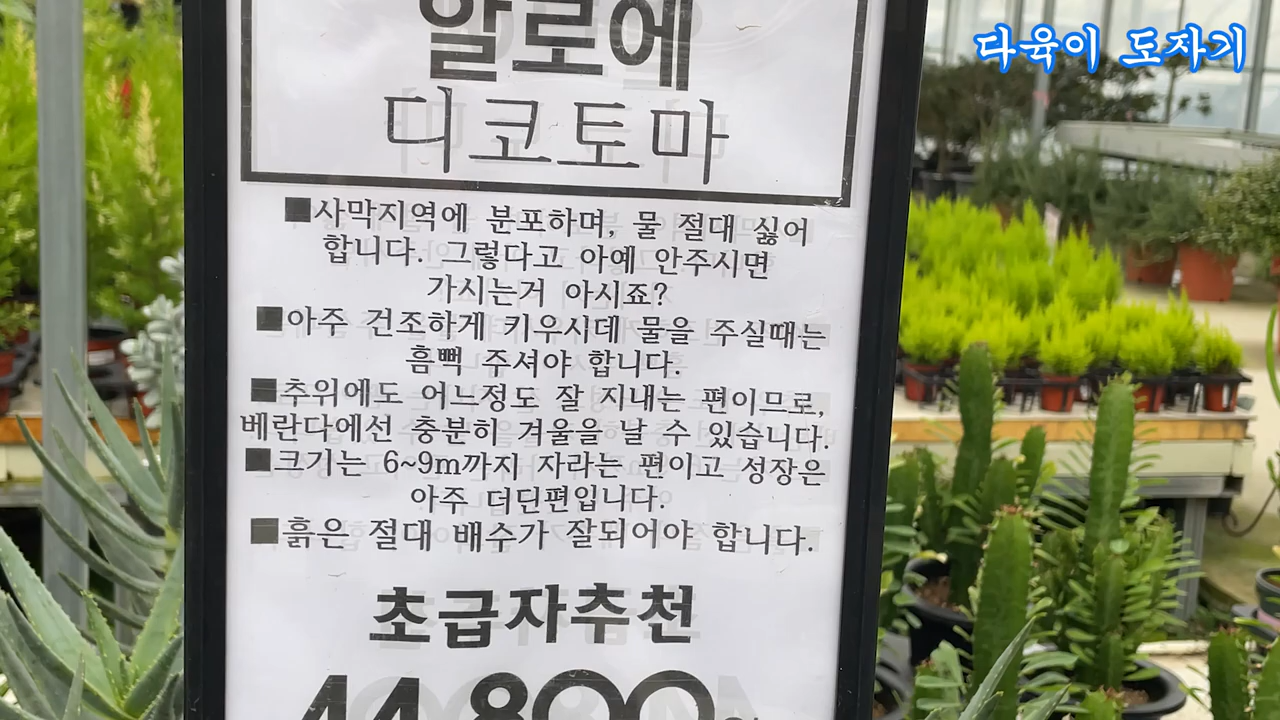 다육이 도자기
알로에
디코토마
■사막지역에 분포하며, 물 절대 싫어
합니다. 그렇다고 아예 안주시면
가시는거 아시죠?
■아주 건조하게 키우시데 물을 주실때는
흠뻑 주셔야 합니다.
■추위에도 어느정도 잘 지내는 편이므로,
베란다에선 충분히 겨울을 날 수 있습니다.
■크기는 6~9m까지 자라는 편이고 성장은
아주 더딘편입니다.
■흙은 절대 배수가 잘되어야 합니다.
초급자추천
44,800원